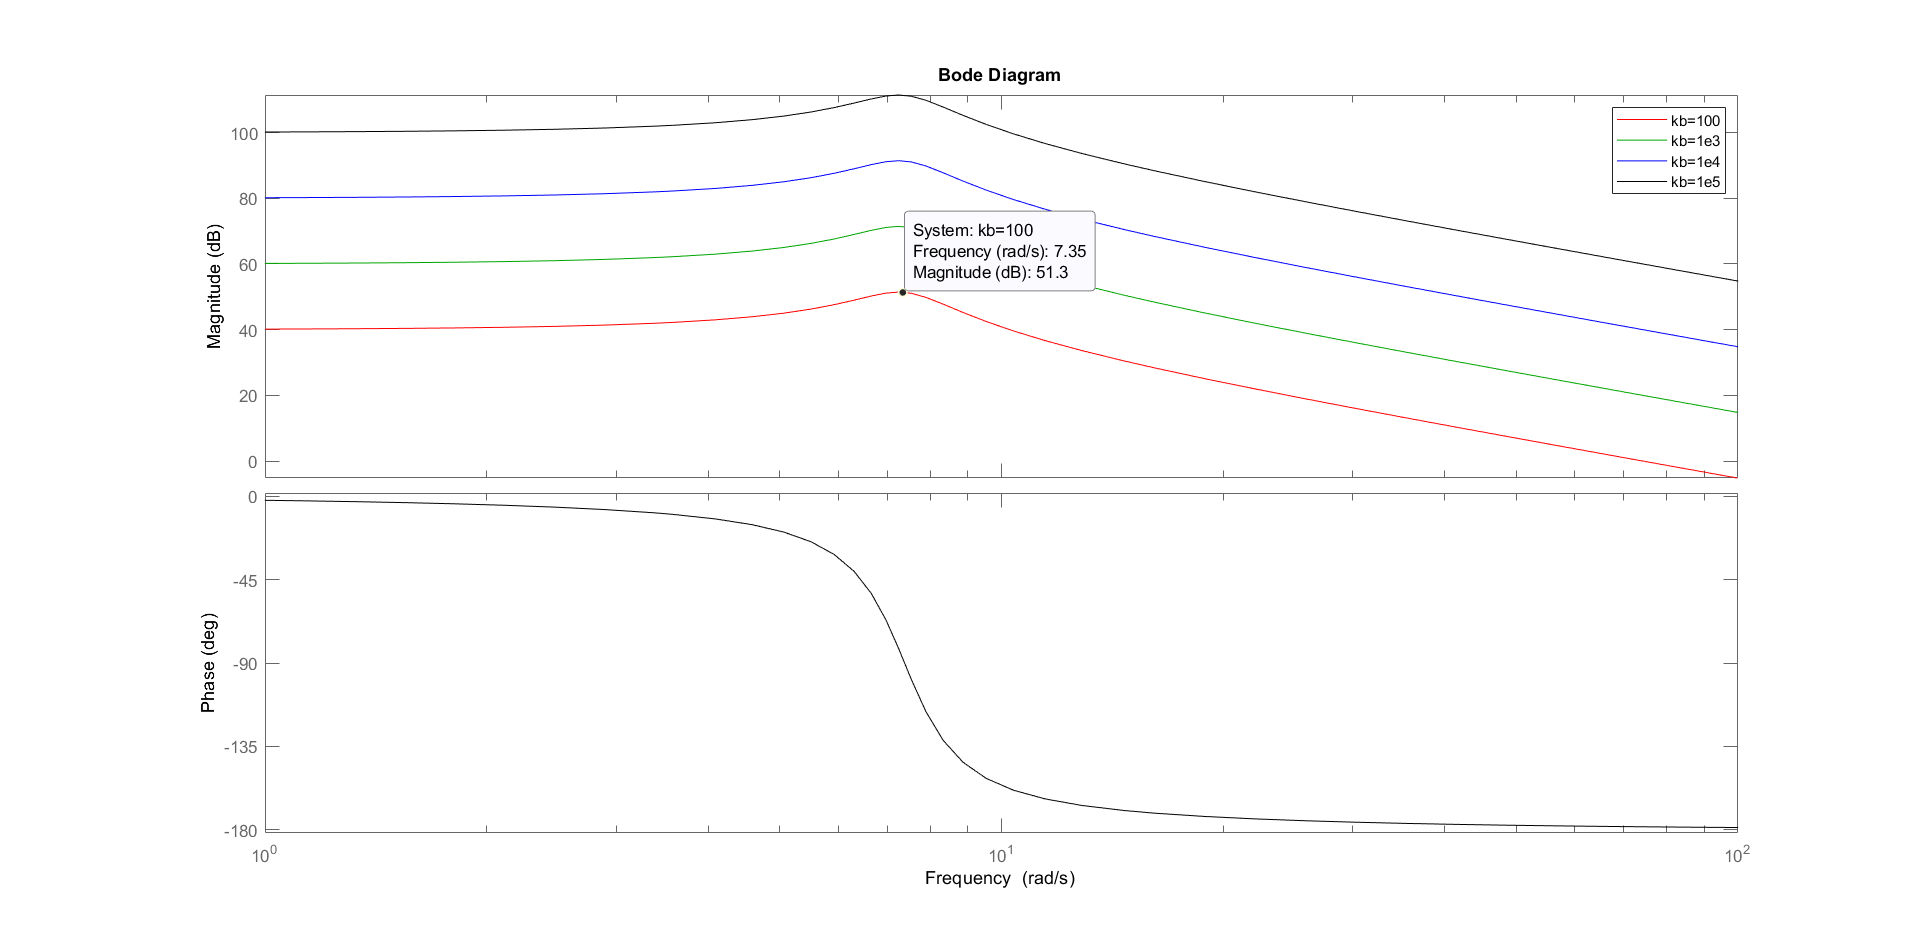 Bode Diagram
kb=100
kb=1e3
kb=1e4
kb=1e5
Magnitude (dB)
100
80
60
40
20
0
System: kb=100
Frequency (rad/s): 7.35
Magnitude (dB): 51.3
Phase (deg)
0
-45
-90
-135
-180
10^0
10^1
10^2
Frequency (rad/s)